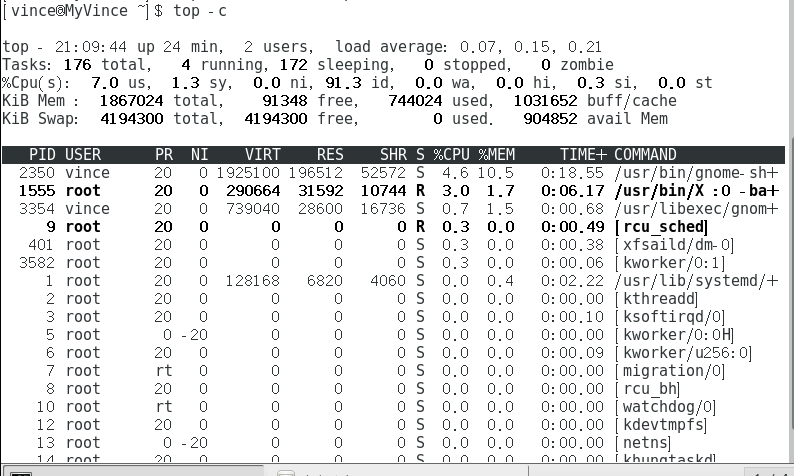 [vince@MyVince ~]$ top -c
top - 21:09:44 up 24 min, 2 users, load average: 0.07, 0.15, 0.21
Tasks: 176 total, 4 running, 172 sleeping, 0 stopped, 0 zombie
%Cpu(s): 7.0 us, 1.3 sy, 0.0 ni, 91.3 id, 0.0 wa, 0.0 hi, 0.3 si, 0.0 st
KiB Mem : 1867024 total, 91348 free, 744024 used, 1031652 buff/cache
KiB Swap: 4194300 total, 4194300 free, 0 used. 904852 avail Mem
PID USER PR NI VIRT RES SHR S %CPU %MEM TIME+ COMMAND
2350 vince 20 0 1925100 196512 52572 S 4.6 10.5 0:18.55 /usr/bin/gnome-sh+
1555 root 20 0 290664 31592 10744 R 3.0 1.7 0:06.17 /usr/bin/X :0 -ba+
3354 vince 20 0 739040 28600 16736 S 0.7 1.5 0:00.68 /usr/libexec/gnom+
9 root 20 0 0 0 0 R 0.3 0.0 0:00.49 [rcu_sched]
401 root 20 0 0 0 0 S 0.3 0.0 0:00.38 [xfsaild/dm-0]
3582 root 20 0 0 0 0 S 0.3 0.0 0:00.06 [kworker/0:1]
1 root 20 0 128168 6820 4060 S 0.0 0.4 0:02.22 /usr/lib/systemd/+
2 root 20 0 0 0 0 S 0.0 0.0 0:00.00 [kthreadd]
3 root 20 0 0 0 0 S 0.0 0.0 0:00.10 [ksoftirqd/0]
5 root 0 -20 0 0 0 S 0.0 0.0 0:00.00 [kworker/0:0H]
6 root 20 0 0 0 0 S 0.0 0.0 0:00.09 [kworker/u256:0]
7 root rt 0 0 0 0 S 0.0 0.0 0:00.00 [migration/0]
8 root 20 0 0 0 0 S 0.0 0.0 0:00.00 [rcu_bh]
10 root rt 0 0 0 0 S 0.0 0.0 0:00.00 [watchdog/0]
12 root 20 0 0 0 0 S 0.0 0.0 0:00.00 [kdevtmpfs]
13 root 0 -20 0 0 0 S 0.0 0.0 0:00.00 [netns]
14 root 20 0 0 0 0 S 0.0 0.0 0:00.00 [khungtaskd]